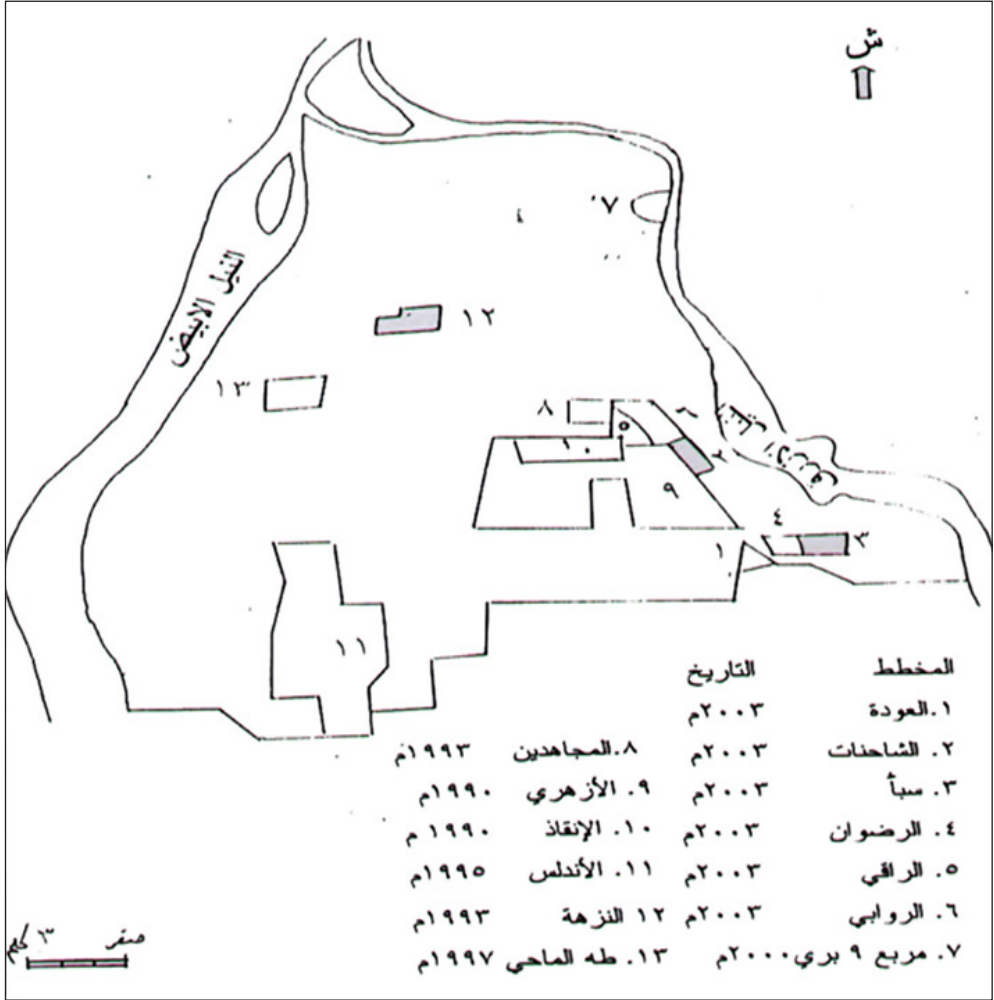 ش
٧
النيل الابيض
١٢
١٣
٨
٦
٥
١٠
٢
٩
٤
٣
١
١١
المخطط التاريخ
١.العودة ٢٠٠٣م
٢. الشاحنات ٢٠٠٣م ٨.المجاهدين ١٩٩٣م
٣. سبأ ٢٠٠٣م ٩. الأزهري ١٩٩٠م
٤. الرضوان ٢٠٠٣م ١٠. الإنقاذ ١٩٩٠م
٥. الراقي ٢٠٠٣م ١١. الأندلس ١٩٩٥م
٦. الروابي ٢٠٠٣م ١٢ النزهة ١٩٩٣م
٧. مربع ٩ بري٢٠٠٠م ١٣. طه الماحي ١٩٩٧م
صفر ٣ كلم